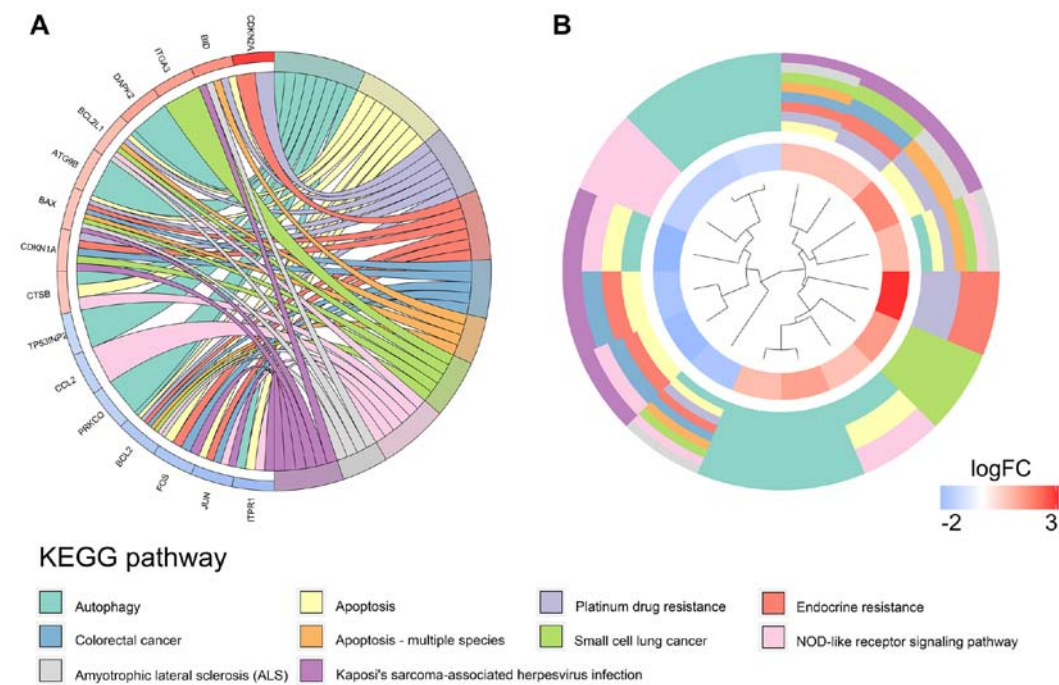 A
B
CDKN2A
BID
ITGA3
DAPK2
BCL2L1
ATG9B
BAX
CDKN1A
CTSB
TP53INP2
CCL2
PRKCQ
BCL2
FOS
JUN
ITPR1
logFC
-2 3
KEGG pathway
Autophagy Apoptosis Platinum drug resistance Endocrine resistance
Colorectal cancer Apoptosis - multiple species Small cell lung cancer NOD-like receptor signaling pathway
Amyotrophic lateral sclerosis (ALS) Kaposi's sarcoma-associated herpesvirus infection